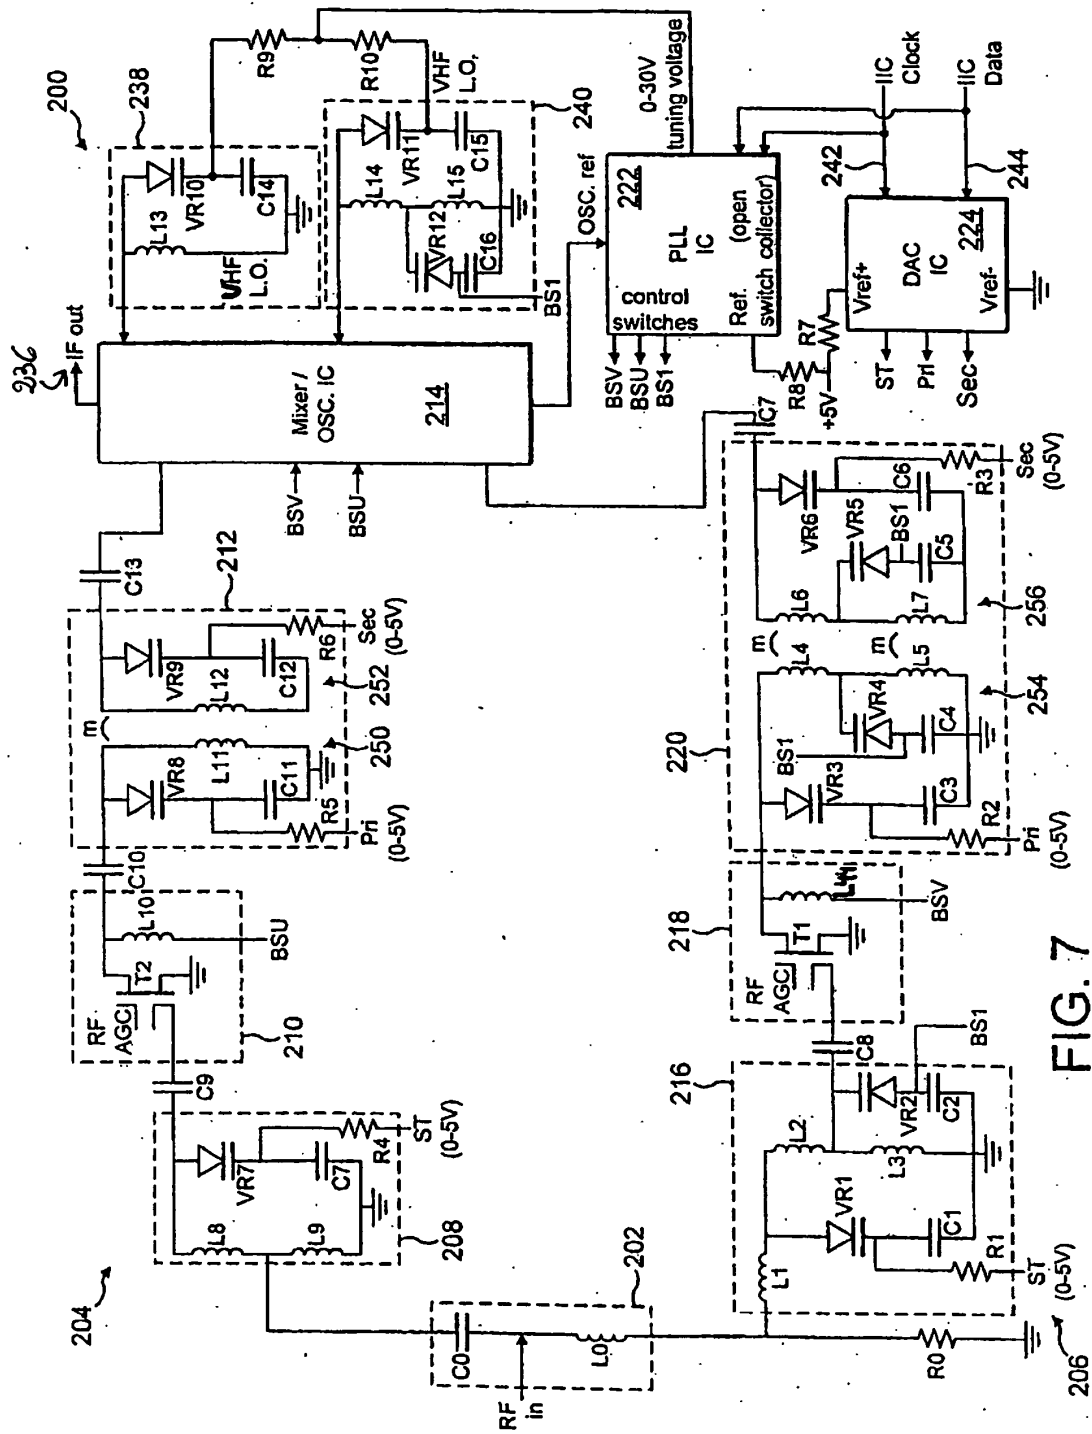 200
238
VHF
L.O.
L13
VR10
C14
R9
R10
VHF
L.O.
240
L14
VR11
C15
L15
VR12
C16
BS1
236
IF out
Mixer /
OSC. IC
214
BSV
BSU
OSC. ref
0-30V
tuning voltage
222
PLL
IC
control
switches
Ref.
switch
(open
collector)
BSV
BSU
BS1
IIC
Clock
IIC
Data
242
244
224
DAC
IC
Vref+
Vref-
R7
R8
+5V
ST
Pri
Sec
C13
212
m
VR9
L12
C12
R6
Sec
(0-5V)
252
250
VR8
L11
C11
R5
Pri
(0-5V)
C10
L10
T2
BSU
RF
AGC
210
C9
VR7
C7
R4
ST
(0-5V)
L8
L9
208
204
202
C0
L0
RF
in
R0
206
C7
VR6
C6
R3
Sec
(0-5V)
VR5
BS1
C5
L6
L7
256
m
m
L4
L5
254
VR4
C4
BS1
220
VR3
C3
R2
Pri
(0-5V)
218
T1
BSV
RF
AGC
C8
216
BS1
VR2
C2
L2
L3
VR1
C1
L1
R1
ST
(0-5V)
FIG. 7